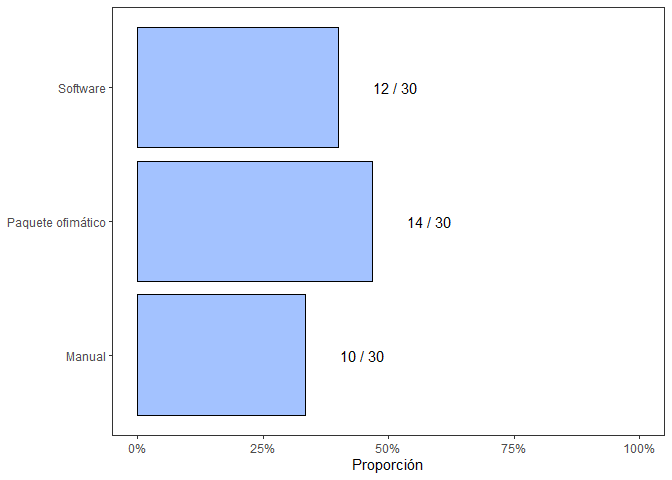 Software
12 / 30
Paquete ofimático
14 / 30
Manual
10 / 30
0% 25% 50% 75% 100%
Proporción